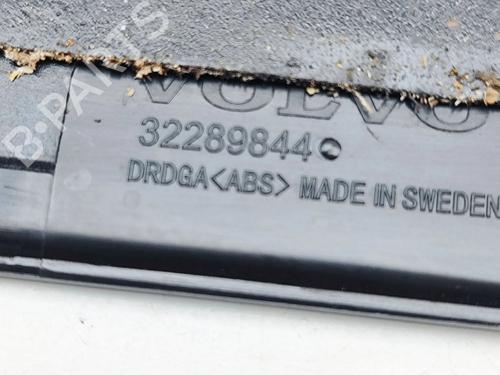 VOLVO
32289844
DRDGA<ABS> MADE IN SWEDEN
B-PARTS